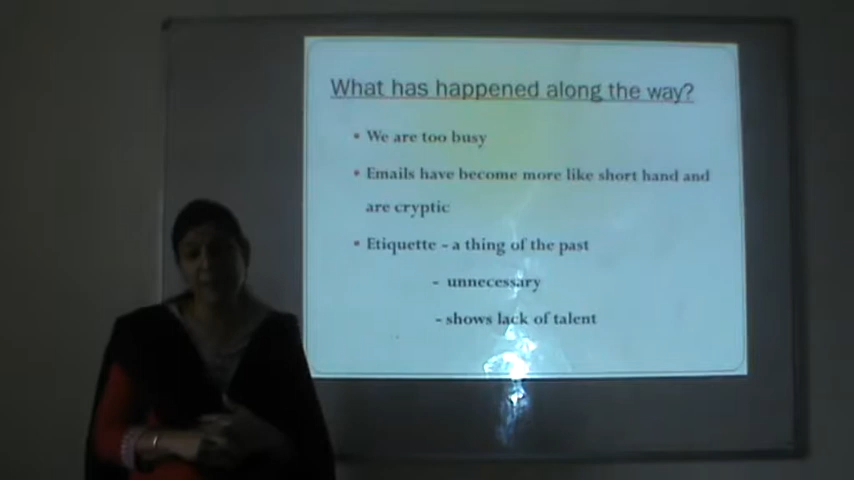 What has happened along the way?
• We are too busy
• Emails have become more like short hand and
are cryptic
• Etiquette - a thing of the past
- unnecessary
- shows lack of talent